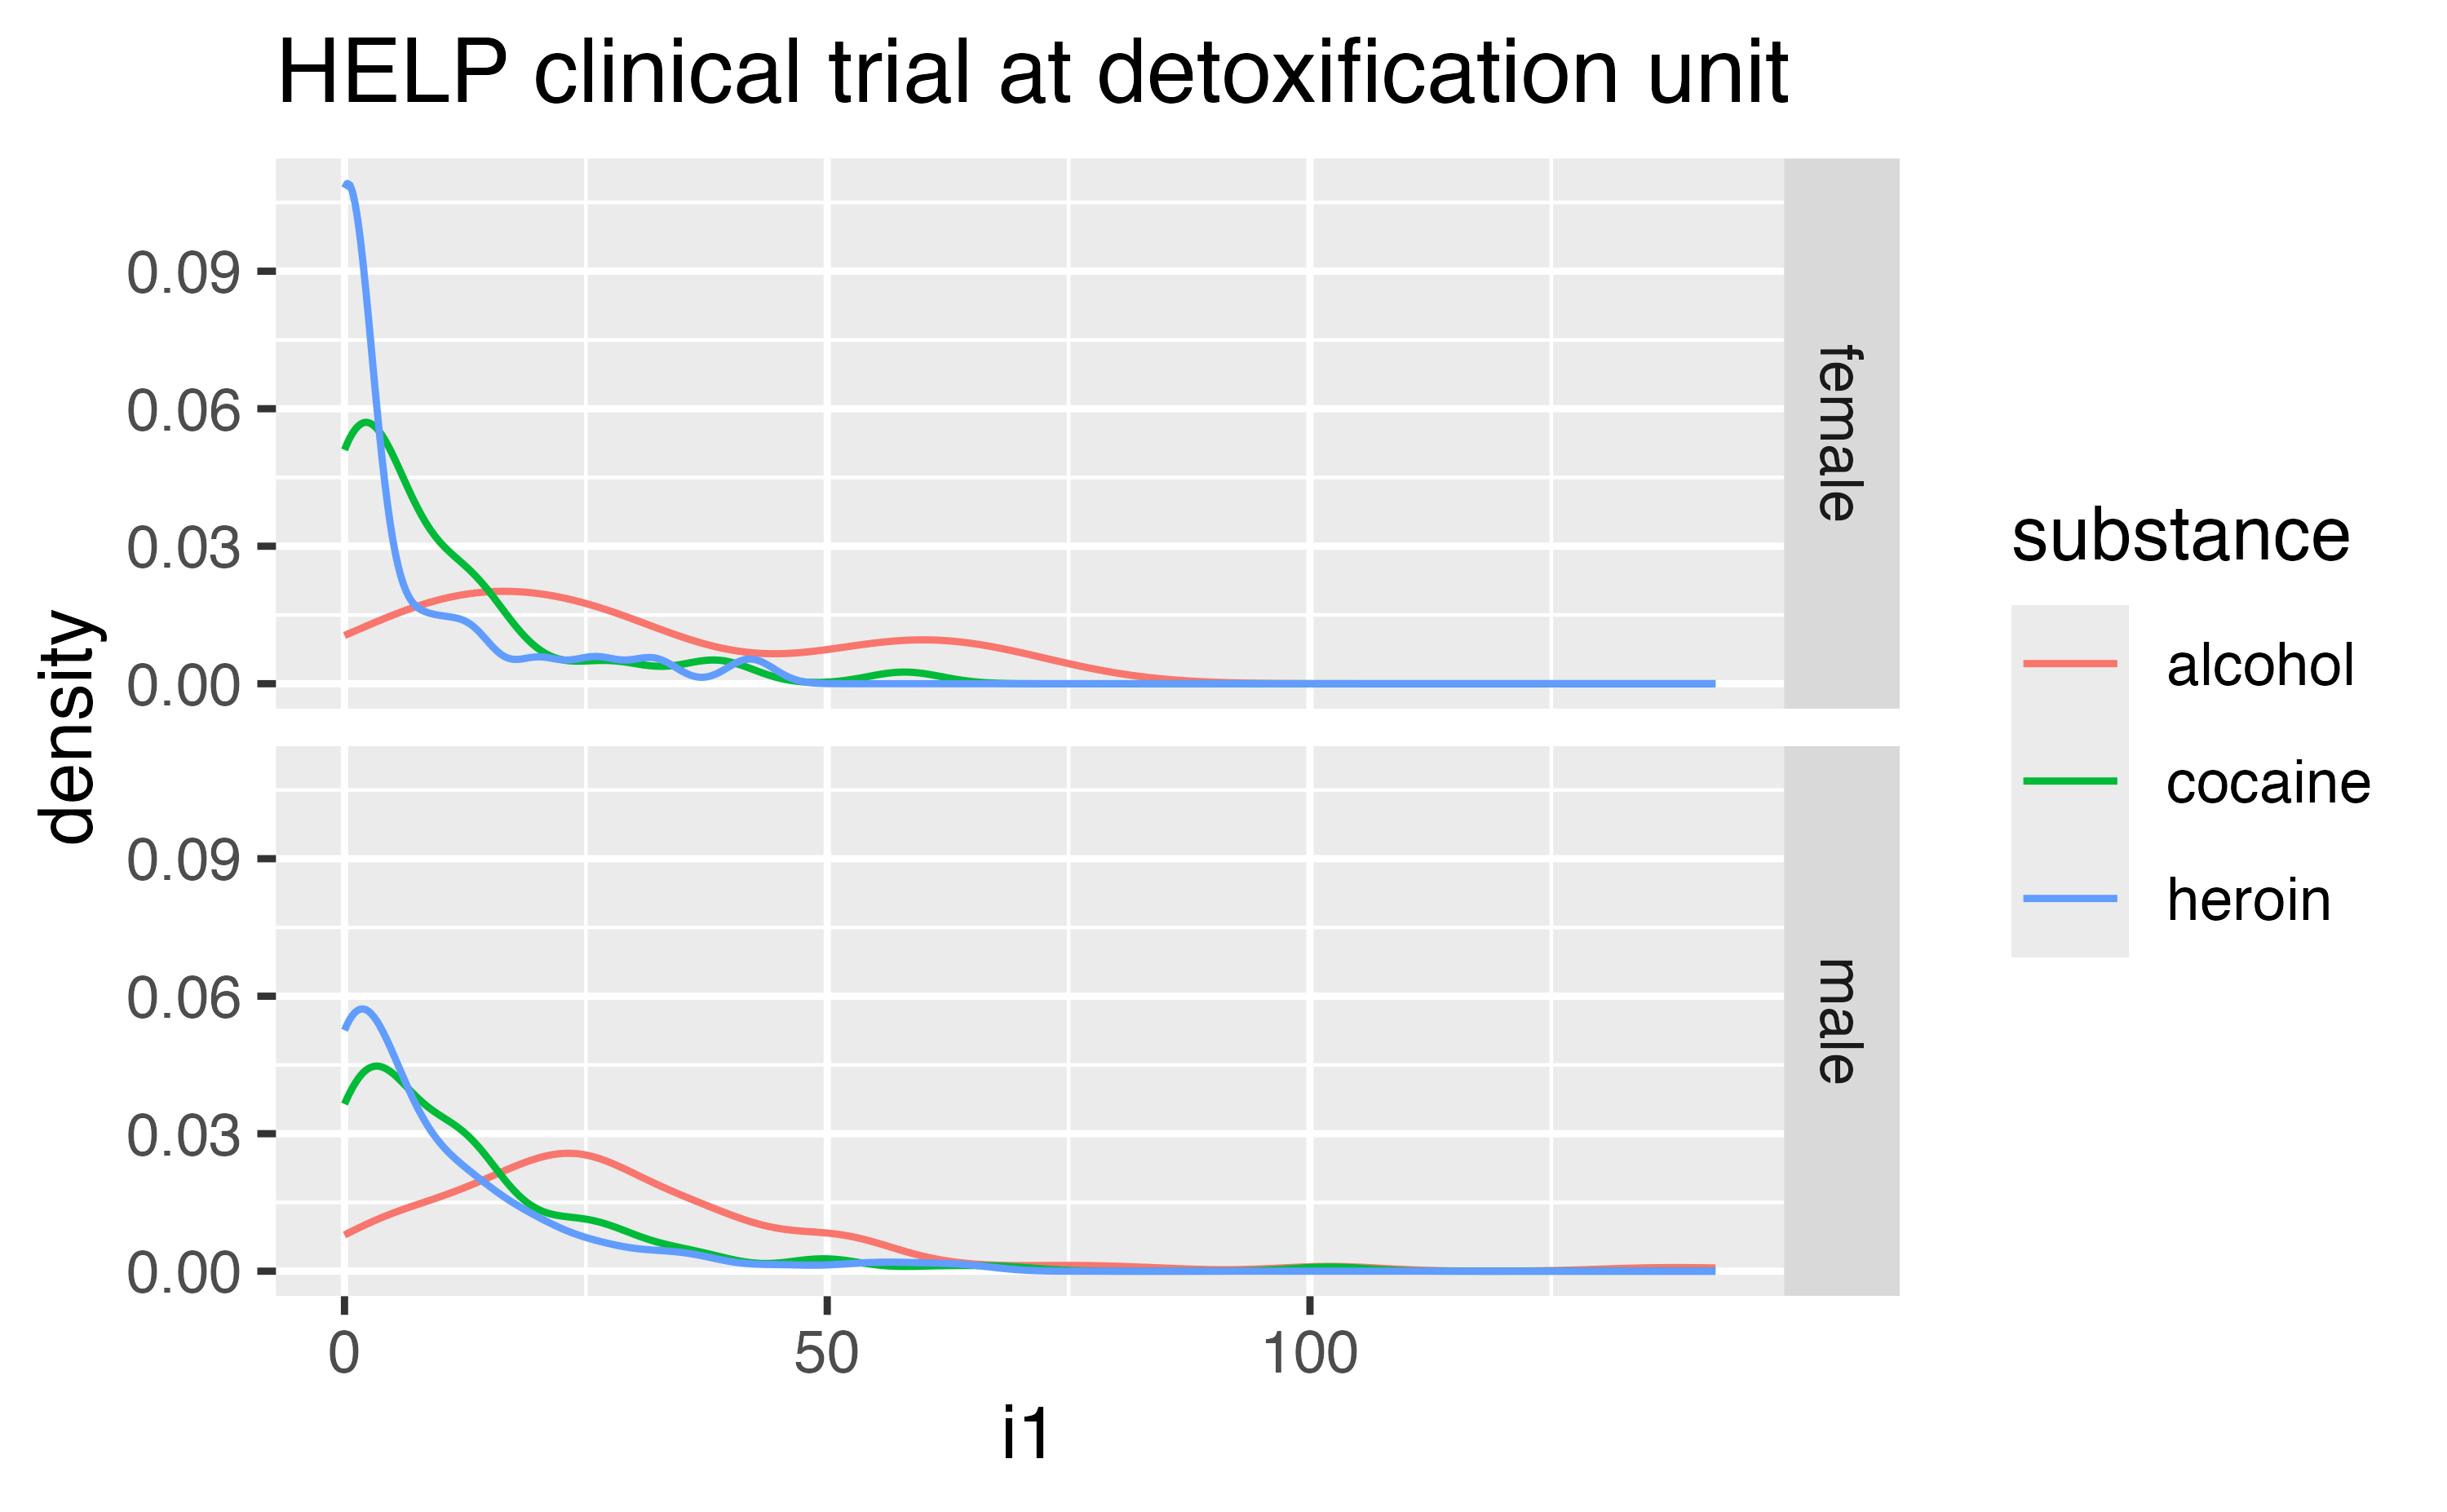 HELP clinical trial at detoxification unit
0.09
0.06
0.03
0.00
female
0.09
0.06
0.03
0.00
male
density
0 50 100
i1
substance
alcohol
cocaine
heroin